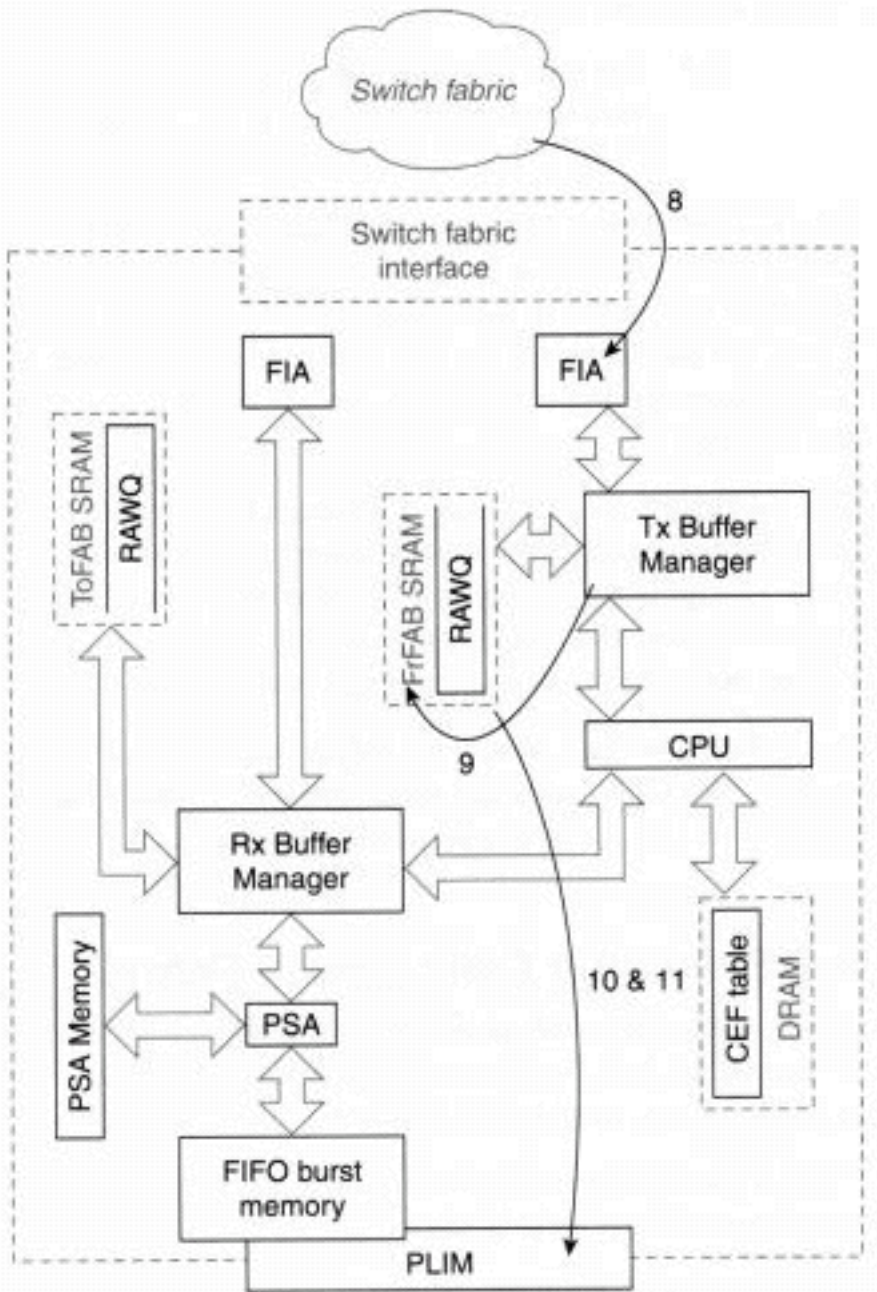 Switch fabric
8
Switch fabric
interface
FIA
FIA
ToFAB SRAM
RAWQ
FrFAB SRAM
RAWQ
Tx Buffer
Manager
9
CPU
Rx Buffer
Manager
10 & 11
PSA Memory
PSA
CEF table
DRAM
FIFO burst
memory
PLIM